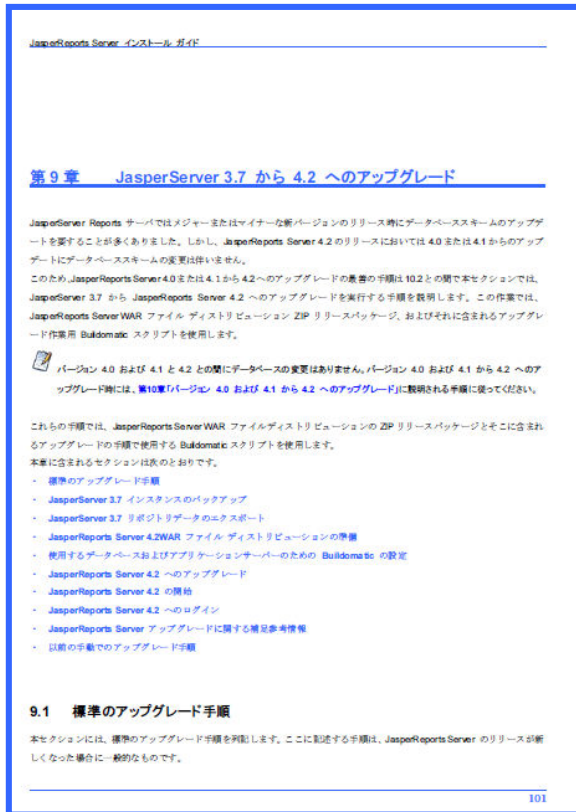 JasperReports Server インストール ガイド
第 9 章 JasperServer 3.7 から 4.2 へのアップグレード
JasperServer Reports サーバではメジャーまたはマイナーな新バージョンのリリース時にデータベーススキームのアップデ
ートを要することが多くありました。しかし、JasperReports Server 4.2 のリリースにおいては 4.0 または 4.1 からのアップ
デートにデータベーススキームの変更は伴いません。
このため、JasperReports Server 4.0 または 4.1 から 4.2 へのアップグレードの最善の手順は 10.2 との間で本セクションでは、
JasperServer 3.7 から JasperReports Server 4.2 へのアップグレードを実行する手順を説明します。この作業では、
JasperReports Server WAR ファイル ディストリビューション ZIP リリースパッケージ、およびそれに含まれるアップグレ
ード作業用 Buildomatic スクリプトを使用します。
バージョン 4.0 および 4.1 と 4.2 との間にデータベースの変更はありません。バージョン 4.0 および 4.1 から 4.2 へのア
ップグレード時には、第10章「バージョン 4.0 および 4.1 から 4.2 へのアップグレード」に説明される手順に従ってください。
これらの手順では、JasperReports Server WAR ファイルディストリビューションの ZIP リリースパッケージとそこに含まれ
るアップグレードの手順で使用する Buildomatic スクリプトを使用します。
本章に含まれるセクションは次のとおりです。
・ 標準のアップグレード手順
・ JasperServer 3.7 インスタンスのバックアップ
・ JasperServer 3.7 リポジトリデータのエクスポート
・ JasperReports Server 4.2WAR ファイル ディストリビューションの準備
・ 使用するデータベースおよびアプリケーションサーバーのための Buildomatic の設定
・ JasperReports Server 4.2 へのアップグレード
・ JasperReports Server 4.2 の開始
・ JasperReports Server 4.2 へのログイン
・ JasperReports Server アップグレードに関する補足参考情報
・ 以前の手動でのアップグレード手順
9.1 標準のアップグレード手順
本セクションには、標準のアップグレード手順を列記します。ここに記述する手順は、JasperReports Server のリリースが新
しくなった場合に一般的なものです。
101